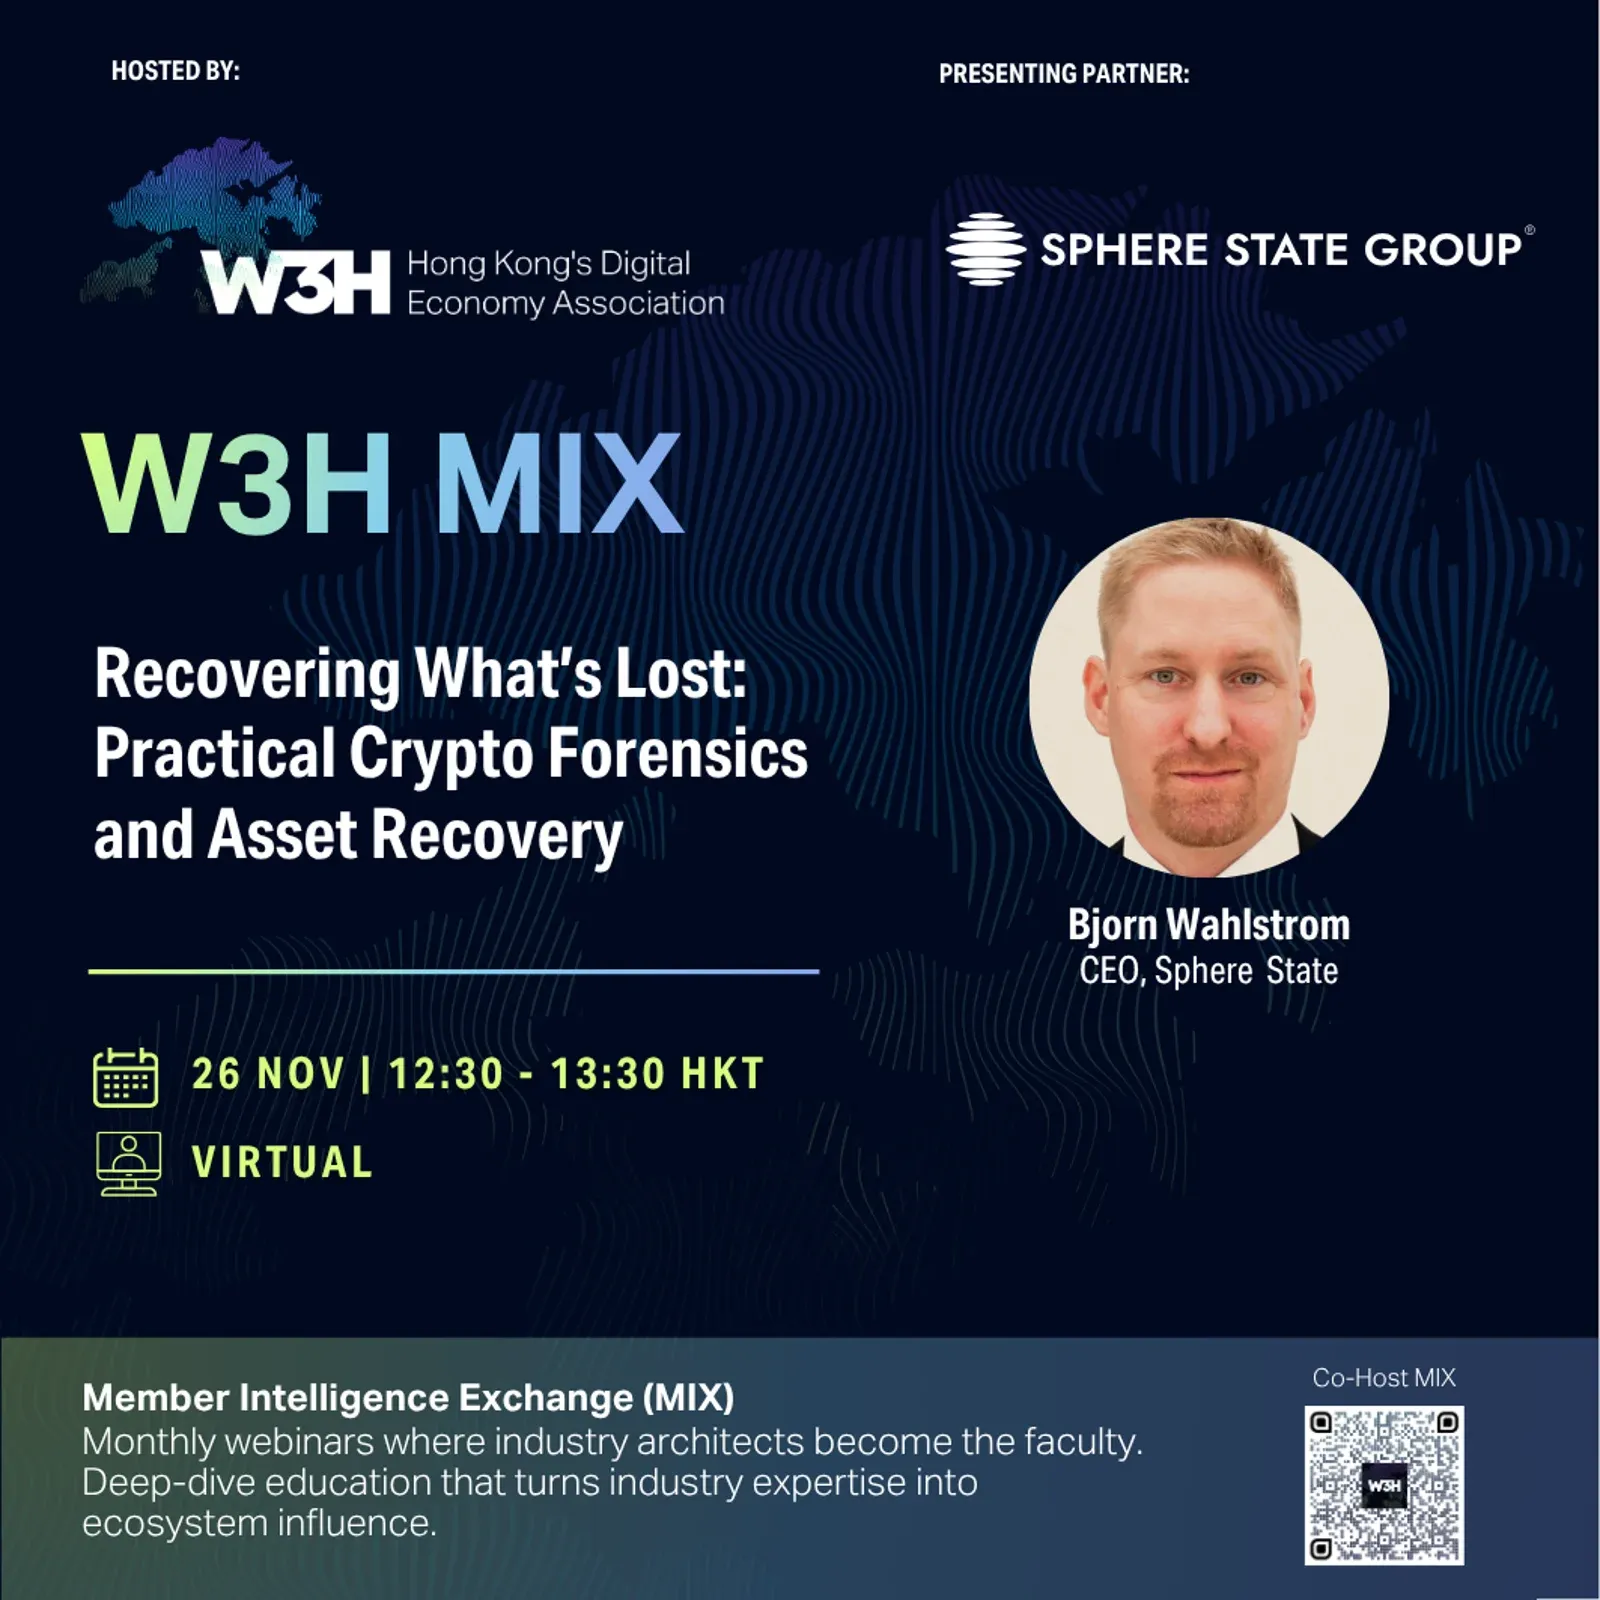 HOSTED BY:
PRESENTING PARTNER:
W3H
Hong Kong's Digital
Economy Association
SPHERE STATE GROUP®
W3H MIX
Recovering What's Lost:
Practical Crypto Forensics
and Asset Recovery
Bjorn Wahlstrom
CEO, Sphere State
26 NOV | 12:30 - 13:30 HKT
VIRTUAL
Member Intelligence Exchange (MIX)
Monthly webinars where industry architects become the faculty.
Deep-dive education that turns industry expertise into
ecosystem influence.
Co-Host MIX
W3H